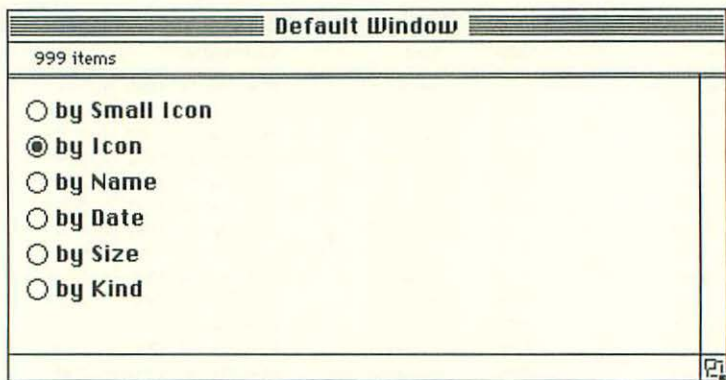 Default Window
999 items
by Small Icon
by Icon
by Name
by Date
by Size
by Kind